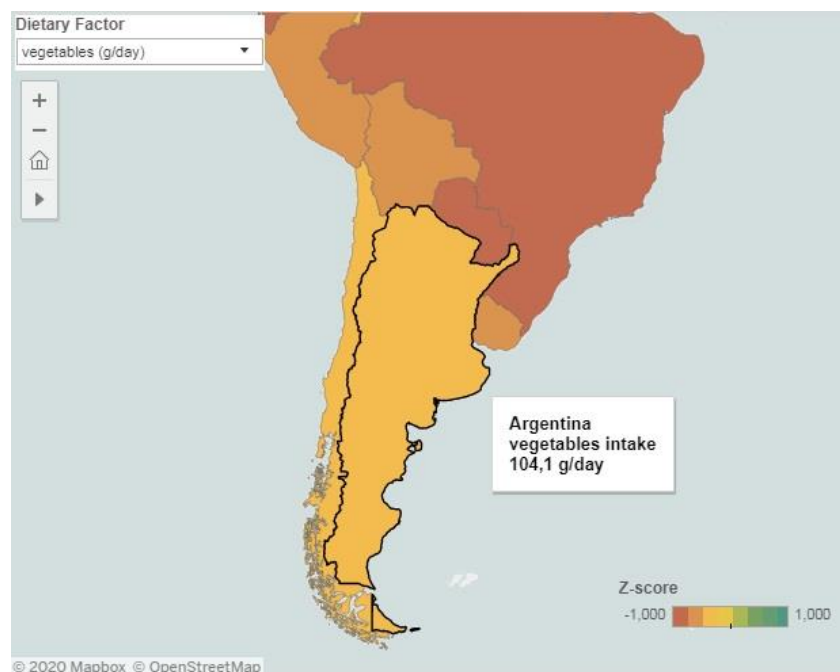 Dietary Factor
vegetables (g/day)
Argentina
vegetables intake
104,1 g/day
Z-score
-1,000 1,000
© 2020 Mapbox © OpenStreetMap